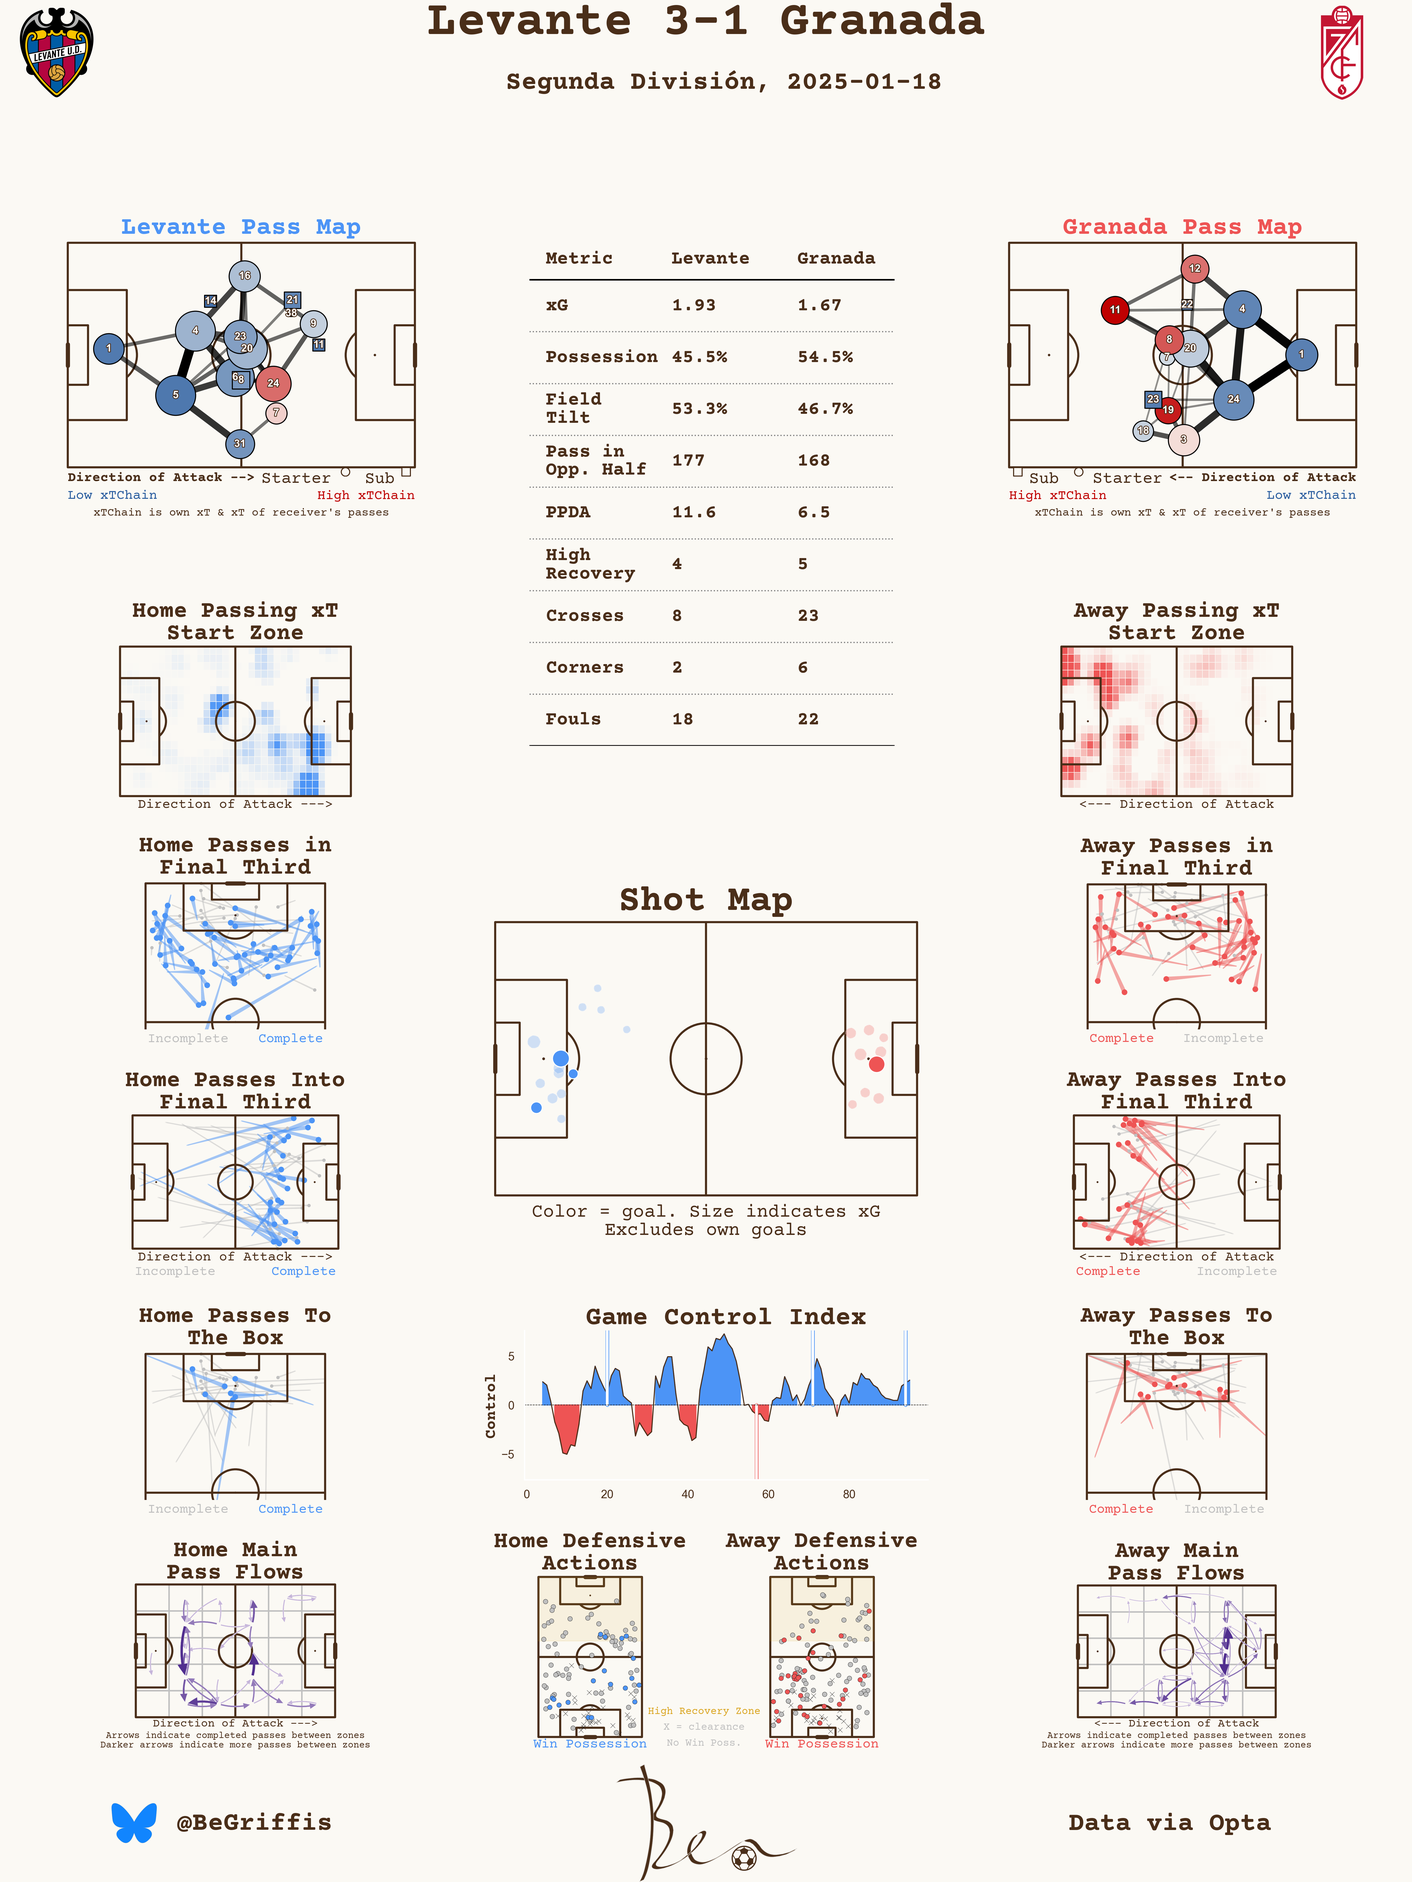 Levante 3-1 Granada
Segunda División, 2025-01-18
LEVANTE U.D.
Levante Pass Map
16
14
21
38
9
4
23
20
11
1
6
8
24
5
7
31
Direction of Attack --> Starter Sub
Low xTChain High xTChain
xTChain is own xT & xT of receiver's passes
Metric Levante Granada
xG 1.93 1.67
Possession 45.5% 54.5%
Field
Tilt 53.3% 46.7%
Pass in
Opp. Half 177 168
PPDA 11.6 6.5
High
Recovery 4 5
Crosses 8 23
Corners 2 6
Fouls 18 22
Granada Pass Map
12
22
11
4
8
20
7
1
23
19
24
18
3
Sub Starter <-- Direction of Attack
High xTChain Low xTChain
xTChain is own xT & xT of receiver's passes
Home Passing xT
Start Zone
Direction of Attack --->
Away Passing xT
Start Zone
<--- Direction of Attack
Home Passes in
Final Third
Incomplete Complete
Away Passes in
Final Third
Complete Incomplete
Shot Map
Color = goal. Size indicates xG
Excludes own goals
Home Passes Into
Final Third
Direction of Attack --->
Incomplete Complete
Away Passes Into
Final Third
<--- Direction of Attack
Complete Incomplete
Home Passes To
The Box
Incomplete Complete
Game Control Index
Control
5
0
−5
0 20 40 60 80
Away Passes To
The Box
Complete Incomplete
Home Main
Pass Flows
Direction of Attack --->
Arrows indicate completed passes between zones
Darker arrows indicate more passes between zones
Home Defensive
Actions
Win Possession
Away Defensive
Actions
Win Possession
High Recovery Zone
X = clearance
No Win Poss.
Away Main
Pass Flows
<--- Direction of Attack
Arrows indicate completed passes between zones
Darker arrows indicate more passes between zones
@BeGriffis
Ben
Data via Opta